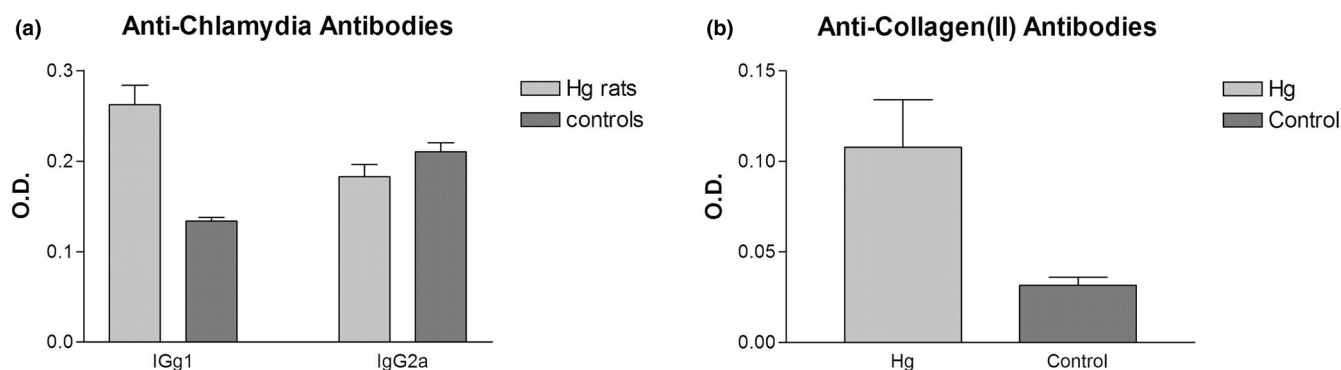 (a)
Anti-Chlamydia Antibodies
0.3
0.2
0.1
0.0
O.D.
IGg1
IgG2a
Hg rats
controls
(b)
Anti-Collagen(II) Antibodies
0.15
0.10
0.05
0.00
O.D.
Hg
Control
Hg
Control